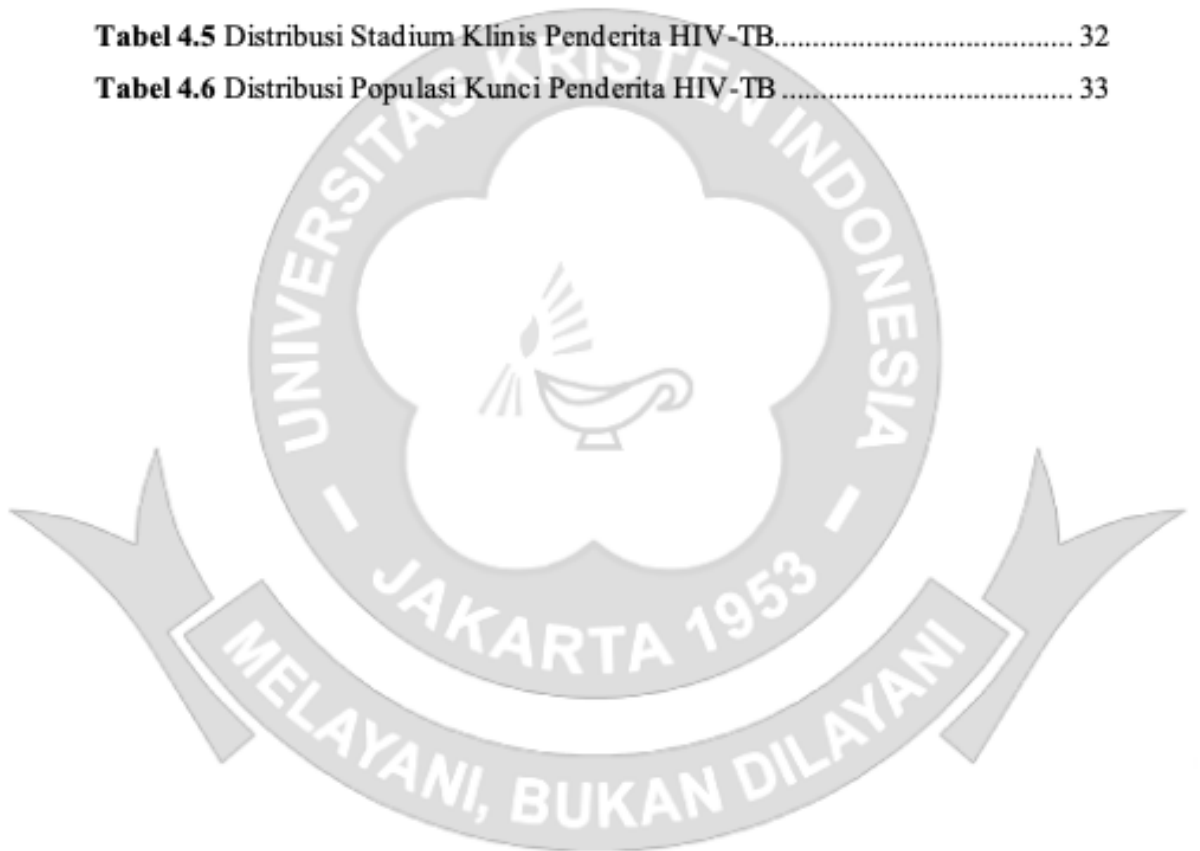 Tabel 4.5 Distribusi Stadium Klinis Penderita HIV-TB....................................... 32
Tabel 4.6 Distribusi Populasi Kunci Penderita HIV-TB ...................................... 33
UNIVERSITAS KRISTEN INDONESIA
- JAKARTA 1953 -
MELAYANI, BUKAN DILAYANI